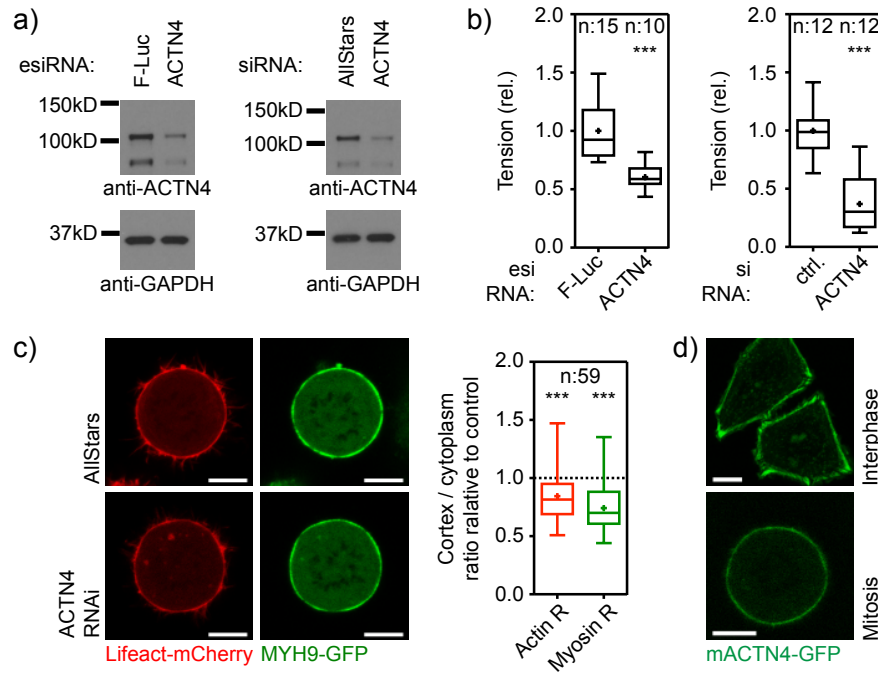 a)
esiRNA:
F-Luc
ACTN4
siRNA:
AllStars
ACTN4
150kD
100kD
150kD
100kD
anti-ACTN4
anti-ACTN4
37kD
37kD
anti-GAPDH
anti-GAPDH
b)
Tension (rel.)
2.0
1.5
1.0
0.5
0.0
n:15
n:10
***
esi
RNA:
F-Luc
ACTN4
Tension (rel.)
2.0
1.5
1.0
0.5
0.0
n:12
n:12
***
si
RNA:
ctrl.
ACTN4
c)
AllStars
ACTN4
RNAi
Lifeact-mCherry
MYH9-GFP
Cortex / cytoplasm
ratio ralative to control
2.0
1.5
1.0
0.5
0.0
n:59
***
***
Actin R
Myosin R
d)
Interphase
Mitosis
mACTN4-GFP